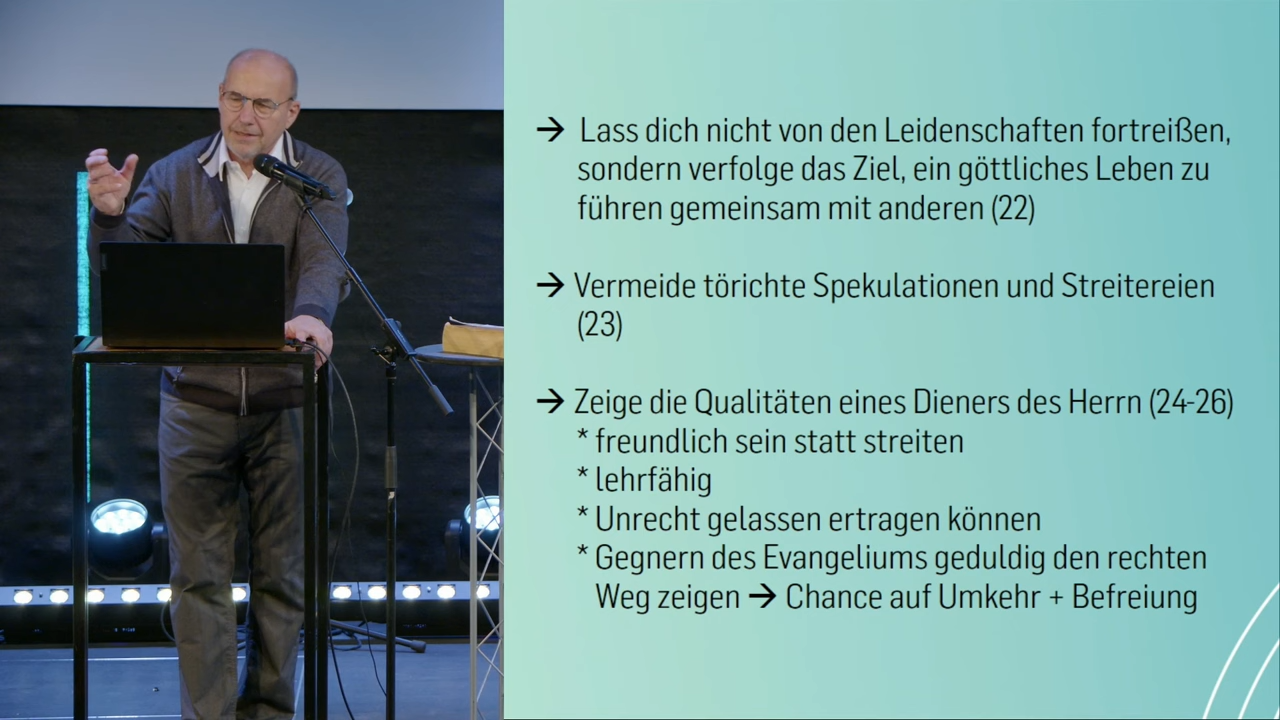 → Lass dich nicht von den Leidenschaften fortreißen,
sondern verfolge das Ziel, ein göttliches Leben zu
führen gemeinsam mit anderen (22)
→ Vermeide törichte Spekulationen und Streitereien
(23)
→ Zeige die Qualitäten eines Dieners des Herrn (24-26)
* freundlich sein statt streiten
* lehrfähig
* Unrecht gelassen ertragen können
* Gegnern des Evangeliums geduldig den rechten
Weg zeigen → Chance auf Umkehr + Befreiung